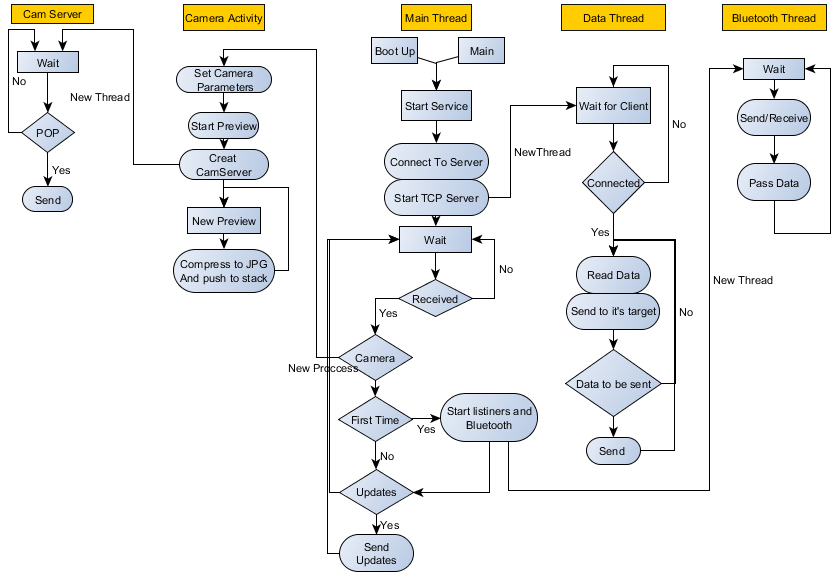 Cam Server
Camera Activity
Main Thread
Data Thread
Bluetooth Thread
Wait
No
New Thread
POP
Yes
Send
Set Camera
Parameters
Start Preview
Creat
CamServer
New Preview
Compress to JPG
And push to stack
Boot Up
Main
Start Service
Connect To Server
Start TCP Server
NewThread
Wait
No
Received
Yes
Camera
New Proccess
First Time
Yes
Start listiners and
Bluetooth
No
Updates
Yes
Send
Updates
Wait for Client
No
Connected
Yes
Read Data
Send to it's target
No
Data to be sent
Send
New Thread
Wait
Send/Receive
Pass Data